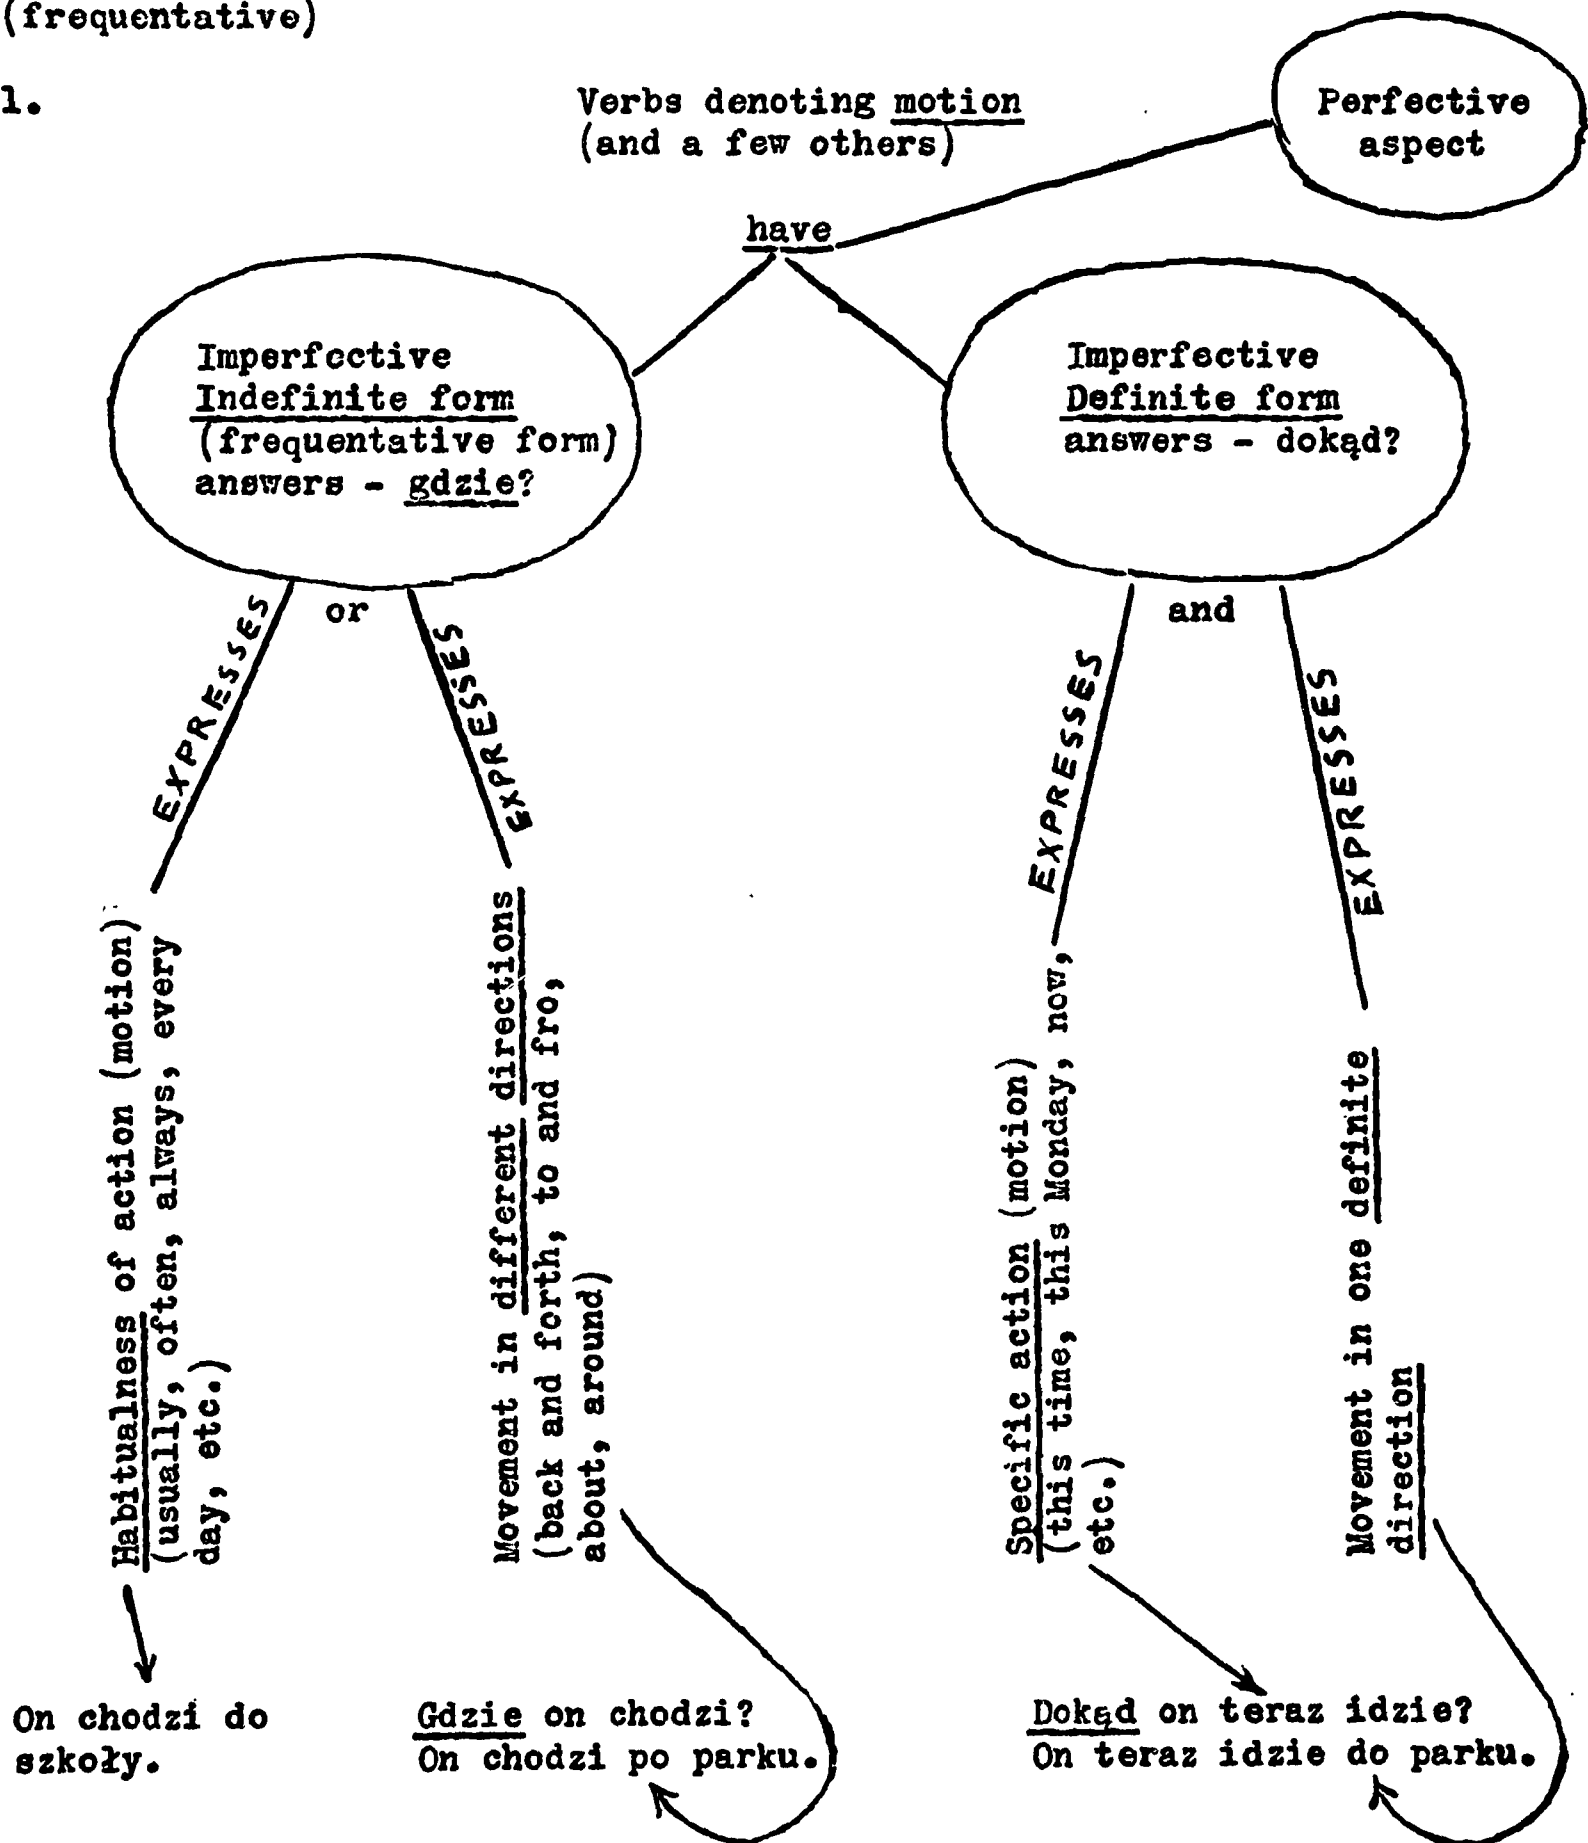 (frequentative)
1.
Verbs denoting motion
(and a few others)
Perfective
aspect
have
Imperfective
Indefinite form
(frequentative form)
answers - gdzie?
Imperfective
Definite form
answers - dokąd?
or
and
EXPRESSES
EXPRESSES
EXPRESSES
EXPRESSES
Habitualness of action (motion)
(usually, often, always, every
day, etc.)
Movement in different directions
(back and forth, to and fro,
about, around)
Specific action (motion)
(this time, this Monday, now,
etc.)
Movement in one definite
direction
On chodzi do
szkoły.
Gdzie on chodzi?
On chodzi po parku.
Dokąd on teraz idzie?
On teraz idzie do parku.